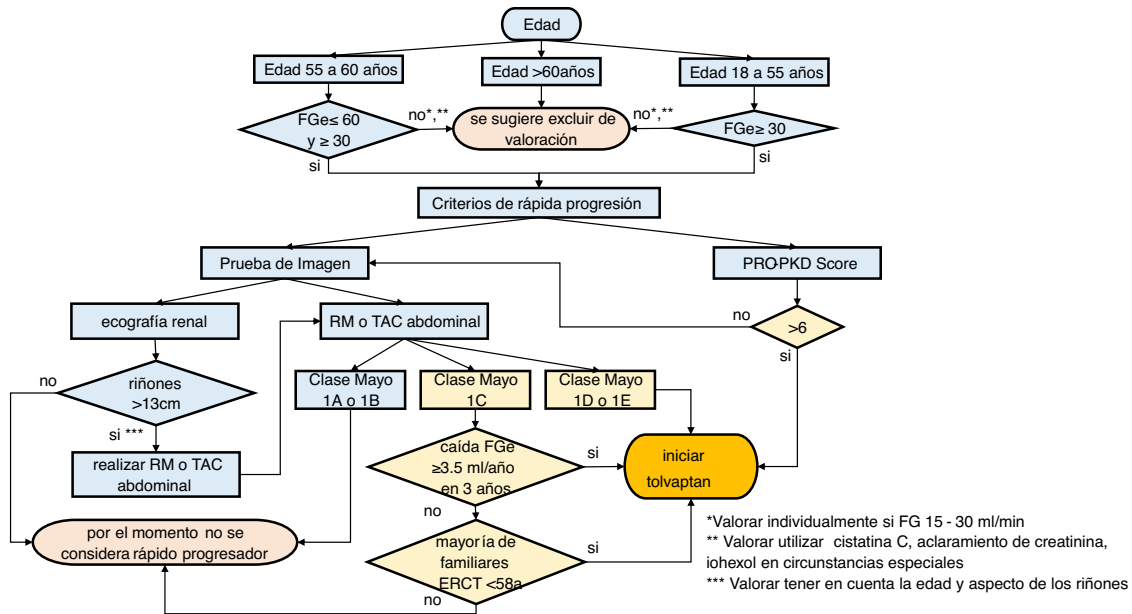 Edad
Edad 55 a 60 años
Edad >60años
Edad 18 a 55 años
FGe≤ 60
y ≥ 30
no*,**
se sugiere excluir de
valoración
no*,**
FGe≥ 30
si
si
Criterios de rápida progresión
Prueba de Imagen
PRO-PKD Score
ecografía renal
RM o TAC abdominal
no
>6
si
no
riñones
>13cm
Clase Mayo
1A o 1B
Clase Mayo
1C
Clase Mayo
1D o 1E
si ***
realizar RM o TAC
abdominal
caída FGe
≥3.5 ml/año
en 3 años
si
iniciar
tolvaptan
no
por el momento no se
considera rápido progresador
mayoría de
familiares
ERCT <58a
si
no
*Valorar individualmente si FG 15 - 30 ml/min
** Valorar utilizar cistatina C, aclaramiento de creatinina,
iohexol en circunstancias especiales
*** Valorar tener en cuenta la edad y aspecto de los riñones